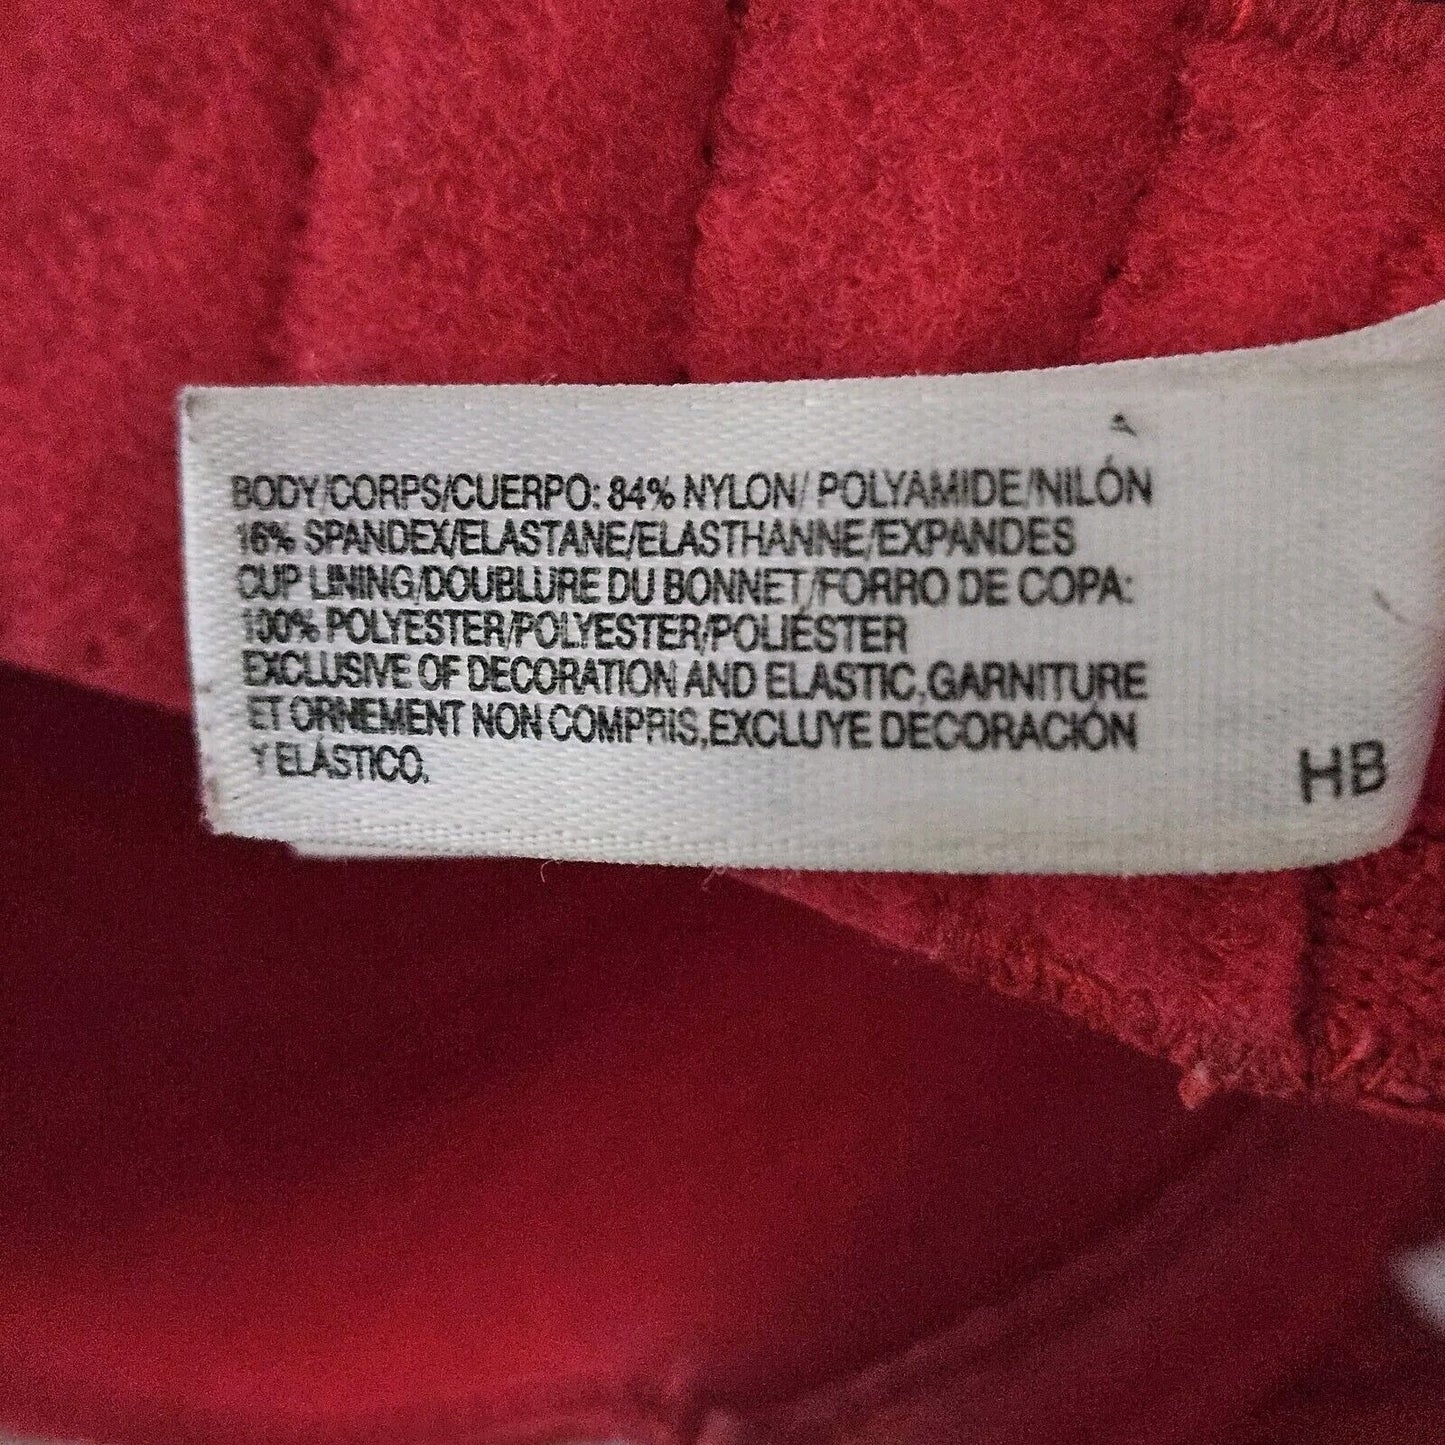 BODY/CORPS/CUERPO: 84% NYLON/ POLYAMIDE/NILÓN
16% SPANDEX/ELASTANE/ELASTHANNE/EXPANDES
CUP LINING/DOUBLURE DU BONNET/FORRO DE COPA:
100% POLYESTER/POLYESTER/POLIÉSTER
EXCLUSIVE OF DECORATION AND ELASTIC,GARNITURE
ET ORNEMENT NON COMPRIS,EXCLUYE DECORACIÓN
Y ELÁSTICO.
HB